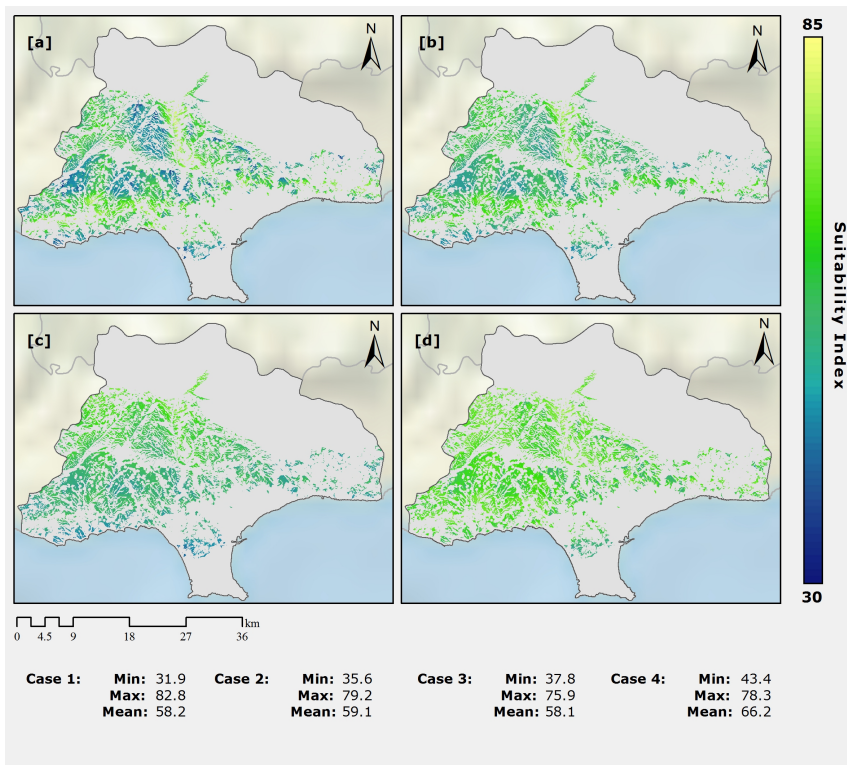 [a]
N
[b]
N
85
Suitability Index
30
[c]
N
[d]
N
km
0 4.5 9 18 27 36
Case 1: Min: 31.9 Case 2: Min: 35.6 Case 3: Min: 37.8 Case 4: Min: 43.4
Max: 82.8 Max: 79.2 Max: 75.9 Max: 78.3
Mean: 58.2 Mean: 59.1 Mean: 58.1 Mean: 66.2